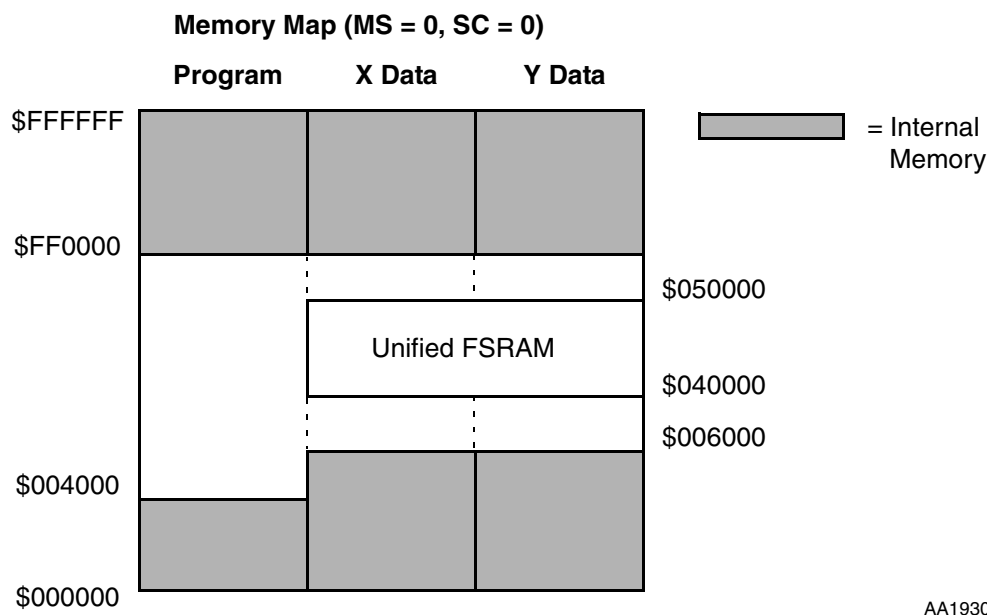 Memory Map (MS = 0, SC = 0)
Program X Data Y Data
$FFFFFF
= Internal
Memory
$FF0000
$050000
Unified FSRAM
$040000
$006000
$004000
$000000
AA1930